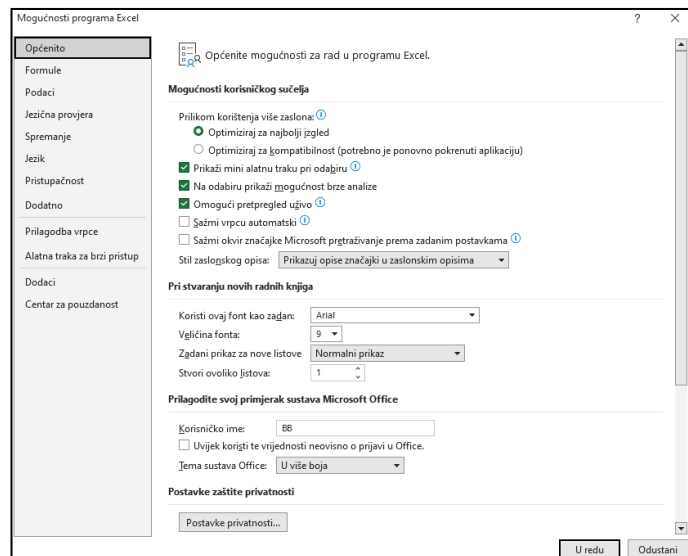 Mogućnosti programa Excel
?
Općenito
Formule
Podaci
Jezična provjera
Spremanje
Jezik
Pristupačnost
Dodatno
Prilagodba vrpce
Alatna traka za brzi pristup
Dodaci
Centar za pouzdanost
Općenite mogućnosti za rad u programu Excel.
Mogućnosti korisničkog sučelja
Prilikom korištenja više zaslona:
Optimiziraj za najbolji izgled
Optimiziraj za kompatibilnost (potrebno je ponovno pokrenuti aplikaciju)
Prikaži mini alatnu traku pri odabiru
Na odabiru prikaži mogućnost brze analize
Omogući pretpregled uživo
Sažmi vrpcu automatski
Sažmi okvir značajke Microsoft pretraživanje prema zadanim postavkama
Stil zaslonskog opisa: Prikazuj opise značajki u zaslonskim opisima
Pri stvaranju novih radnih knjiga
Koristi ovaj font kao zadan: Arial
Veličina fonta: 9
Zadani prikaz za nove listove Normalni prikaz
Stvori ovoliko listova: 1
Prilagodite svoj primjerak sustava Microsoft Office
Korisničko ime: BB
Uvijek koristi te vrijednosti neovisno o prijavi u Office.
Tema sustava Office: U više boja
Postavke zaštite privatnosti
Postavke privatnosti...
U redu Odustani